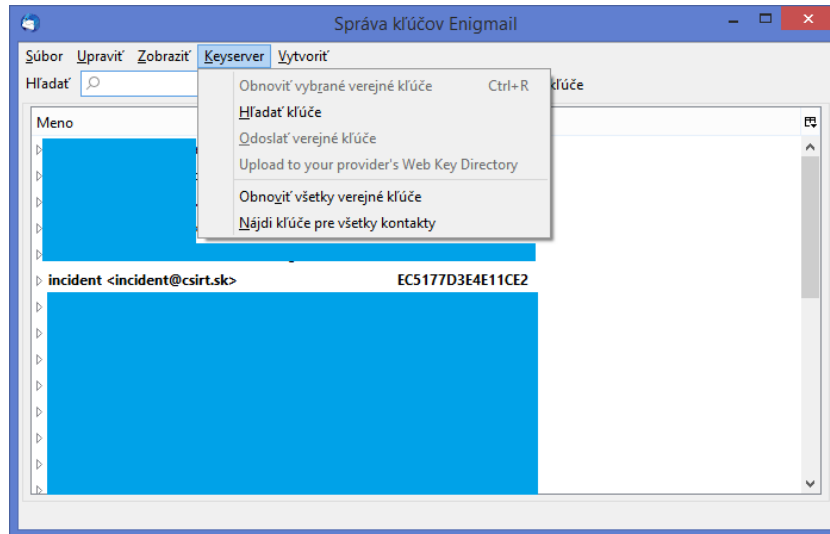 Správa kľúčov Enigmail
Súbor Upraviť Zobraziť Keyserver Vytvoriť
Hľadať kľúče
Obnoviť vybrané verejné kľúče Ctrl+R
Hľadať kľúče
Odoslať verejné kľúče
Upload to your provider's Web Key Directory
Obnoviť všetky verejné kľúče
Nájdi kľúče pre všetky kontakty
Meno
incident <incident@csirt.sk> EC5177D3E4E11CE2